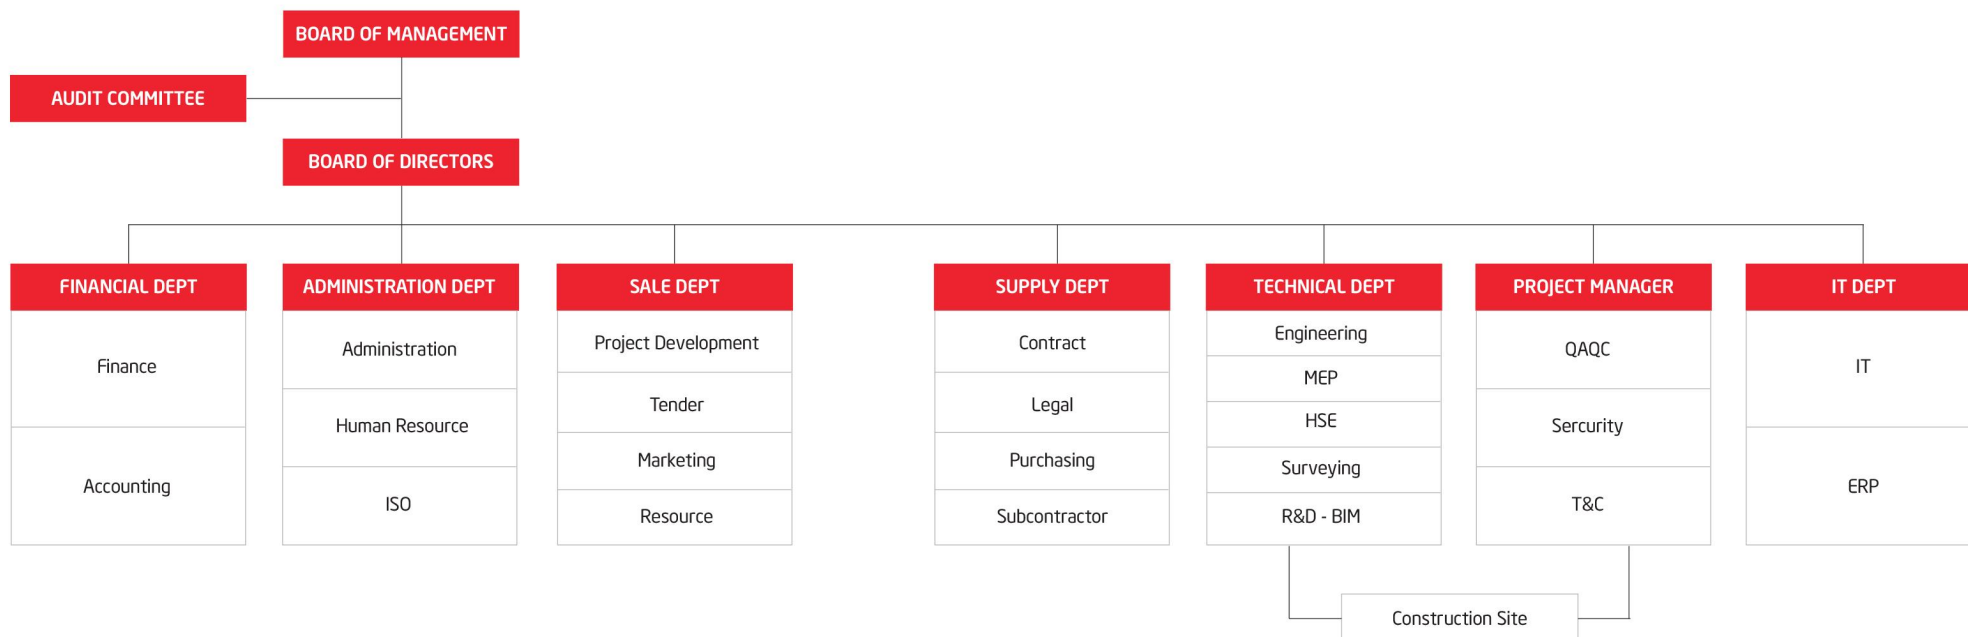 BOARD OF MANAGEMENT
AUDIT COMMITTEE
BOARD OF DIRECTORS
FINANCIAL DEPT
Finance
Accounting
ADMINISTRATION DEPT
Administration
Human Resource
ISO
SALE DEPT
Project Development
Tender
Marketing
Resource
SUPPLY DEPT
Contract
Legal
Purchasing
Subcontractor
TECHNICAL DEPT
Engineering
MEP
HSE
Surveying
R&D - BIM
PROJECT MANAGER
QAQC
Sercurity
T&C
IT DEPT
IT
ERP
Construction Site